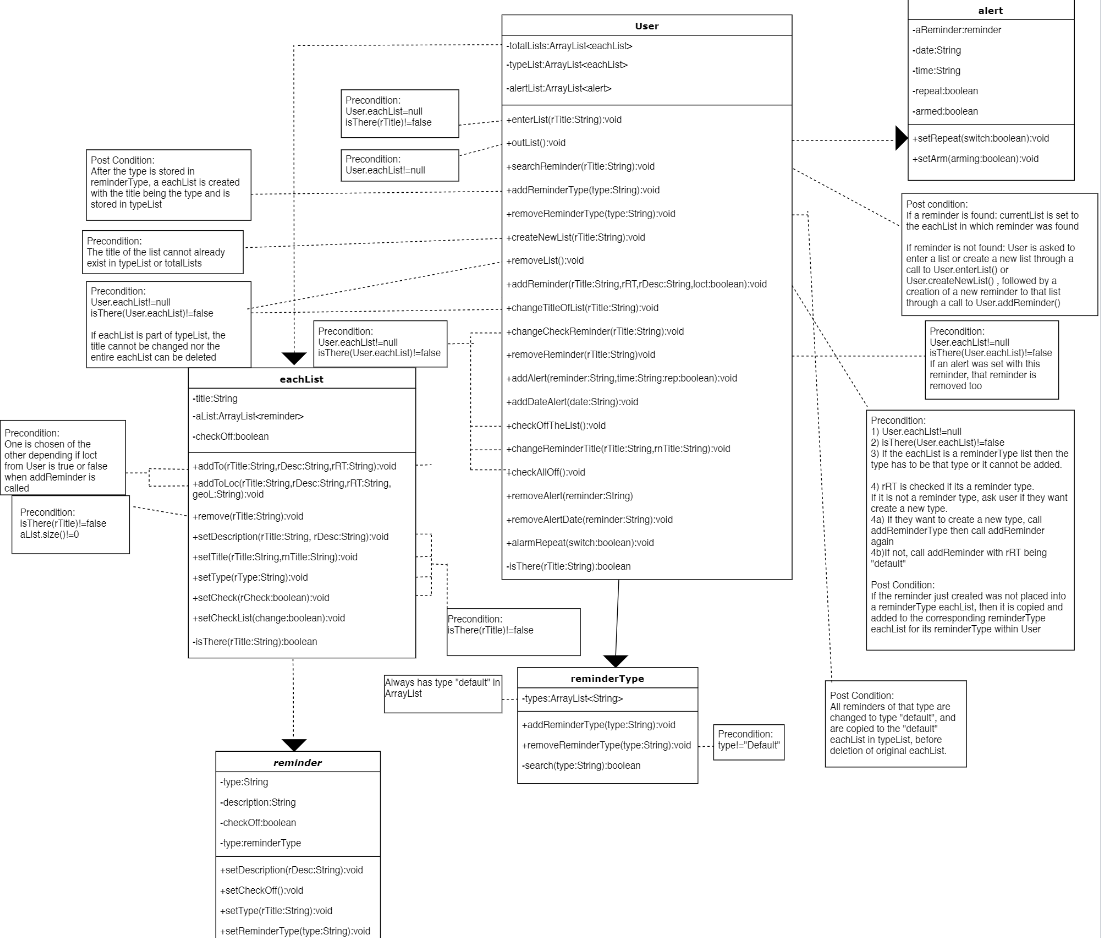 User
-totalLists:ArrayList<eachList>
-typeList:ArrayList<eachList>
-alertList:ArrayList<alert>
+enterList(rTitle:String):void
+outList():void
+searchReminder(rTitle:String):void
+addReminderType(type:String):void
+removeReminderType(type:String):void
+createNewList(rTitle:String):void
+removeList():void
+addReminder(rTitle:String,rRT,rDesc:String,loct:boolean):void
+changeTitleOfList(rTitle:String):void
+changeCheckReminder(rTitle:String):void
+removeReminder(rTitle:String)void
+addAlert(reminder:String,time:String:rep:boolean):void
+addDateAlert(date:String):void
+checkOffTheList():void
+changeReminderTitle(rTitle:String,rnTitle:String):void
+checkAllOff():void
+removeAlert(reminder:String)
+removeAlertDate(reminder:String):void
+alarmRepeat(switch:boolean):void
-isThere(rTitle:String):boolean
alert
-aReminder:reminder
-date:String
-time:String
-repeat:boolean
-armed:boolean
+setRepeat(switch:boolean):void
+setArm(arming:boolean):void
Precondition:
User.eachList=null
isThere(rTitle)!=false
Precondition:
User.eachList!=null
Post Condition:
After the type is stored in
reminderType, a eachList is created
with the title being the type and is
stored in typeList
Precondition:
The title of the list cannot already
exist in typeList or totalLists
Precondition:
User.eachList!=null
isThere(User.eachList)!=false
If eachList is part of typeList, the
title cannot be changed nor the
entire eachList can be deleted
Precondition:
User.eachList!=null
isThere(User.eachList)!=false
Post condition:
If a reminder is found: currentList is set to
the eachList in which reminder was found
If reminder is not found: User is asked to
enter a list or create a new list through a
call to User.enterList() or
User.createNewList() , followed by a
creation of a new reminder to that list
through a call to User.addReminder()
Precondition:
User.eachList!=null
isThere(User.eachList)!=false
If an alert was set with this
reminder, that reminder is
removed too
Precondition:
1) User.eachList!=null
2) isThere(User.eachList)!=false
3) If the eachList is a reminderType list then the
type has to be that type or it cannot be added.
4) rRT is checked if its a reminder type.
If it is not a reminder type, ask user if they want
create a new type.
4a) If they want to create a new type, call
addReminderType then call addReminder
again
4b)if not, call addReminder with rRT being
"default"
Post Condition:
If the reminder just created was not placed into
a reminderType eachList, then it is copied and
added to the corresponding reminderType
eachList for its reminderType within User
eachList
-title:String
-aList:ArrayList<reminder>
-checkOff:boolean
+addTo(rTitle:String,rDesc:String,rRT:String):void
+addToLoc(rTitle:String,rDesc:String,rRT:String,
geoL:String):void
+remove(rTitle:String):void
+setDescription(rTitle:String, rDesc:String):void
+setTitle(rTitle:String,rnTitle:String):void
+setType(rType:String):void
+setCheck(rCheck:boolean):void
+setCheckList(change:boolean):void
-isThere(rTitle:String):boolean
Precondition:
One is chosen of the
other depending if loct
from User is true or false
when addReminder is
called
Precondition:
isThere(rTitle)!=false
aList.size()!=0
Precondition:
isThere(rTitle)!=false
Always has type "default" in
ArrayList
reminderType
-types:ArrayList<String>
+addReminderType(type:String):void
+removeReminderType(type:String):void
-search(type:String):boolean
Precondition:
type!="Default"
Post Condition:
All reminders of that type are
changed to type "default", and
are copied to the "default"
eachList in typeList, before
deletion of original eachList.
reminder
-type:String
-description:String
-checkOff:boolean
-type:reminderType
+setDescription(rDesc:String):void
+setCheckOff():void
+setType(rTitle:String):void
+setReminderType(type:String):void